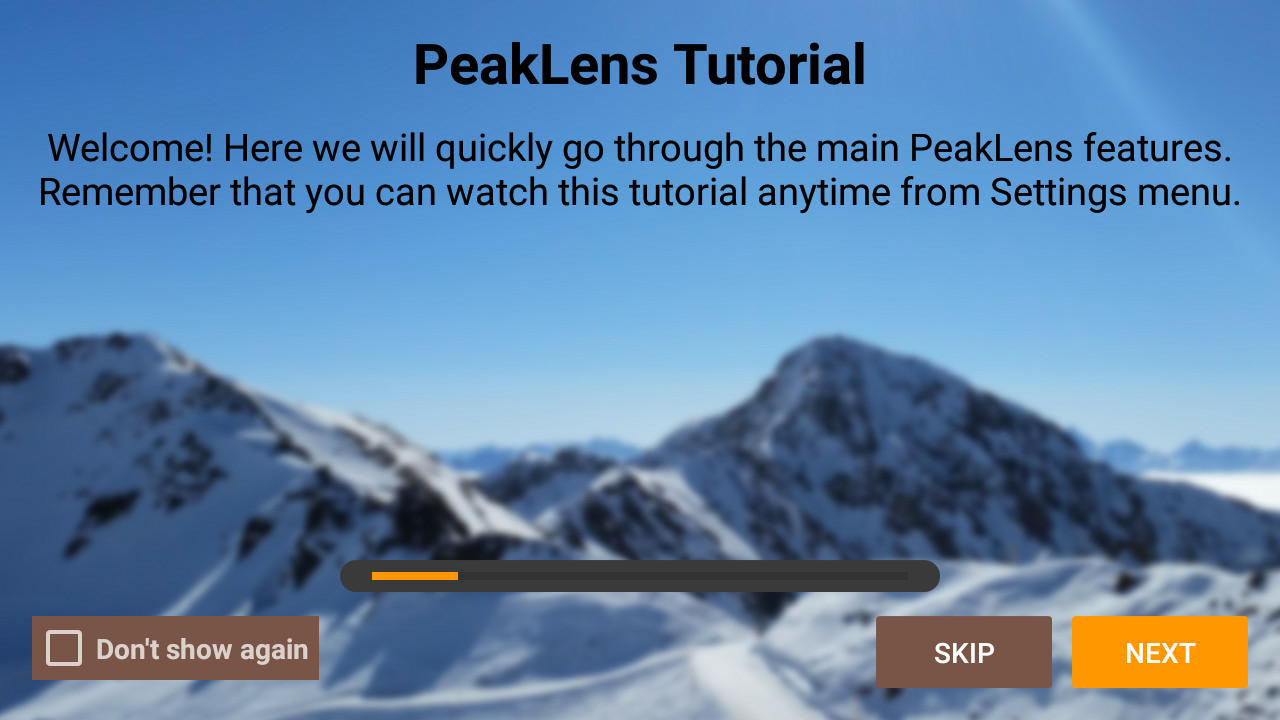 PeakLens Tutorial
Welcome! Here we will quickly go through the main PeakLens features.
Remember that you can watch this tutorial anytime from Settings menu.
Don't show again
SKIP
NEXT